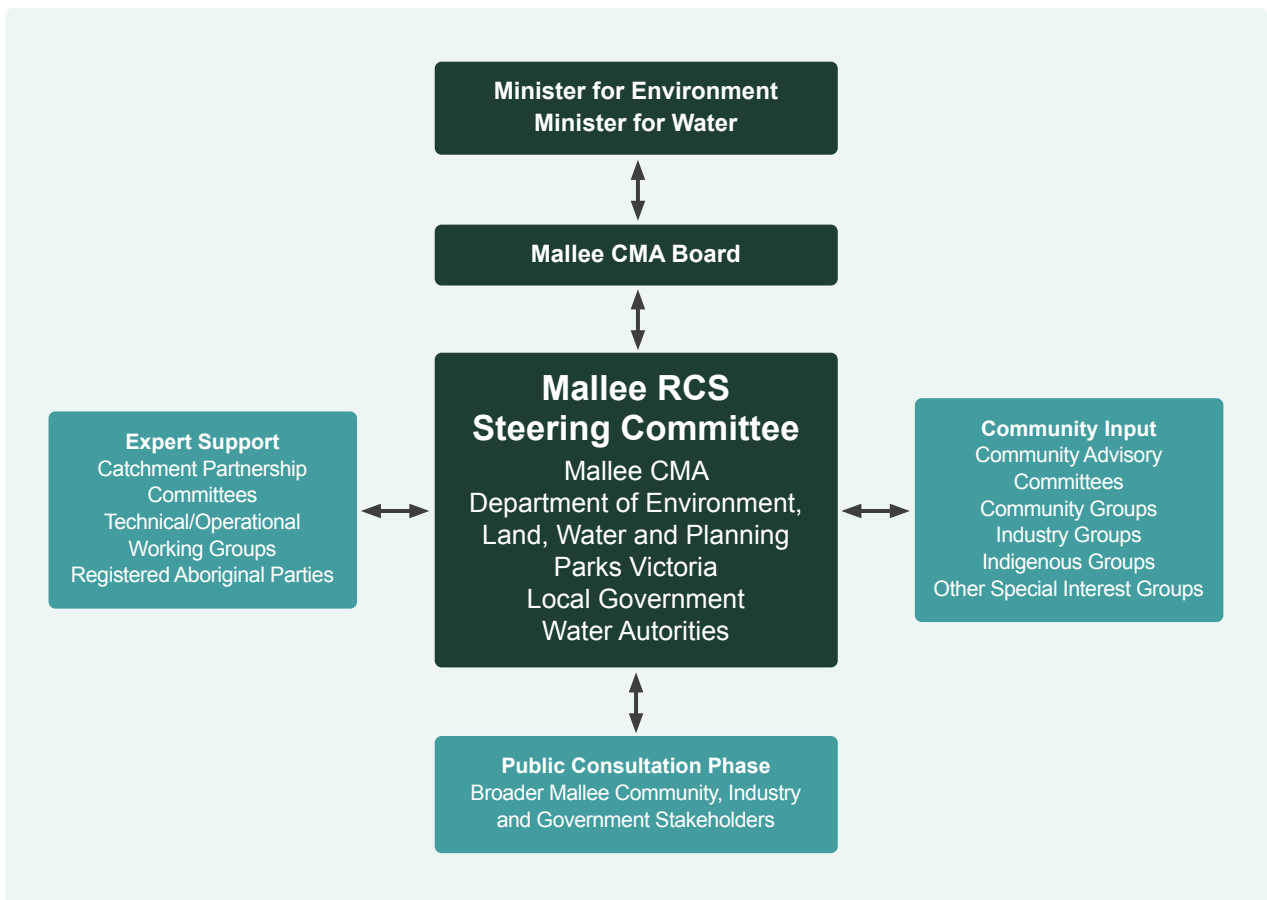 Minister for Environment
Minister for Water
Mallee CMA Board
Mallee RCS
Steering Committee
Mallee CMA
Department of Environment,
Land, Water and Planning
Parks Victoria
Local Government
Water Autorities
Expert Support
Catchment Partnership
Committees
Technical/Operational
Working Groups
Registered Aboriginal Parties
Community Input
Community Advisory
Committees
Community Groups
Industry Groups
Indigenous Groups
Other Special Interest Groups
Public Consultation Phase
Broader Mallee Community, Industry
and Government Stakeholders